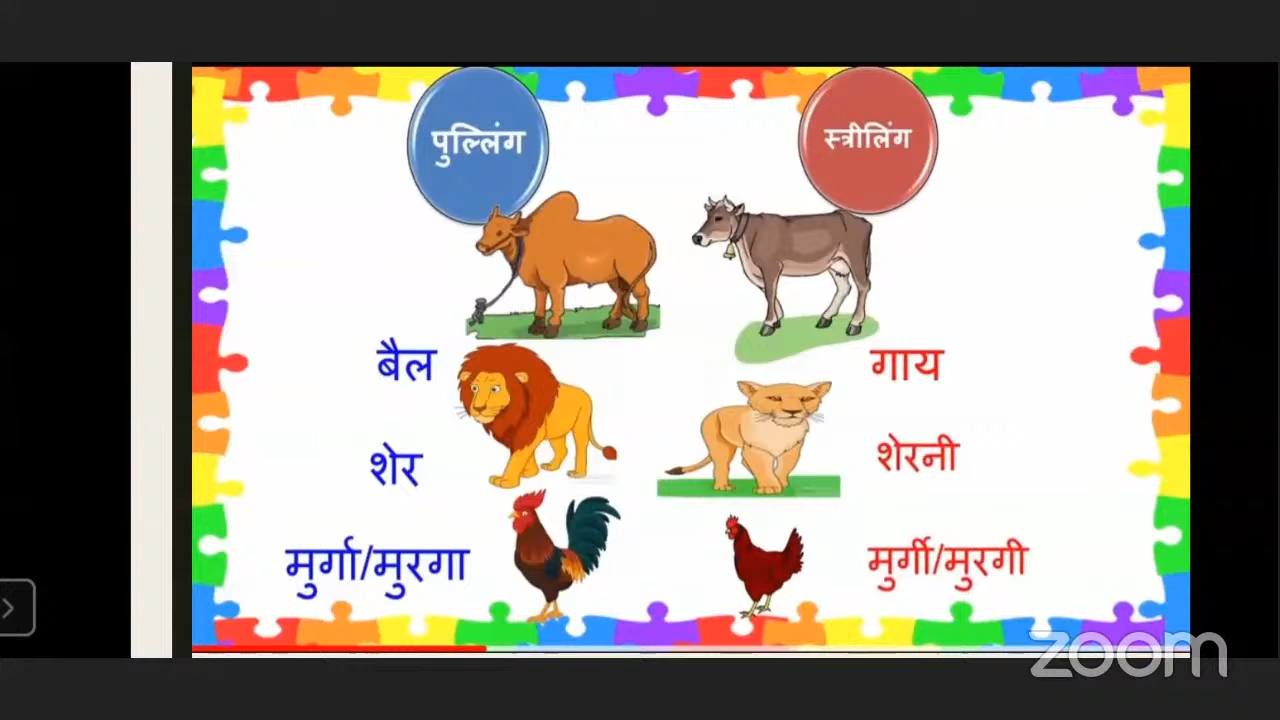 पुल्लिंग
स्त्रीलिंग
बैल
गाय
शेर
शेरनी
मुर्गा/मुरगा
मुर्गी/मुरगी
zoom